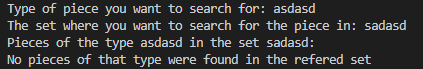 Type of piece you want to search for: asdasd
The set where you want to search for the piece in: sadasd
Pieces of the type asdasd in the set sadasd:
No pieces of that type were found in the refered set